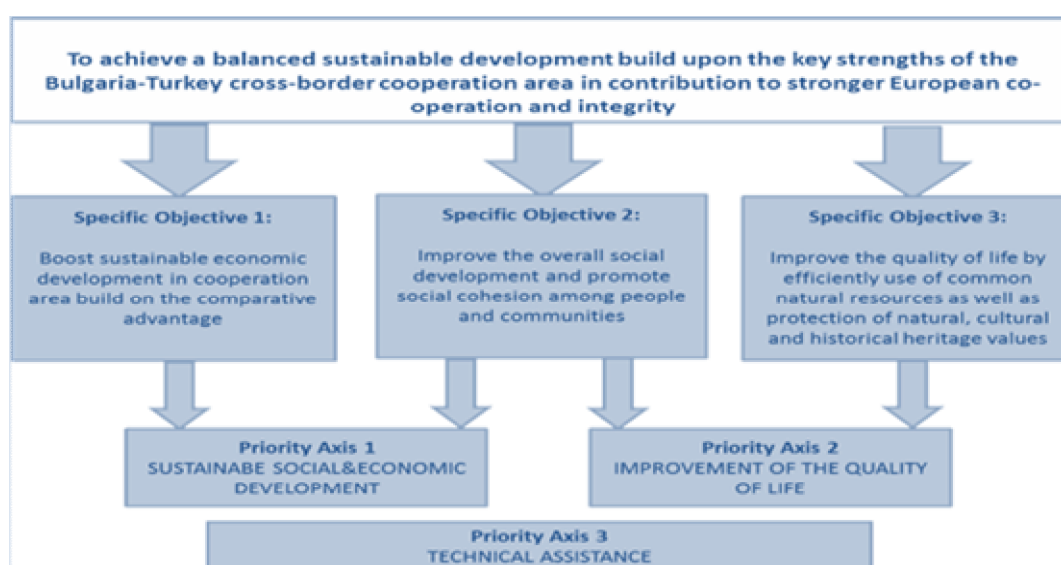 To achieve a balanced sustainable development build upon the key strengths of the
Bulgaria-Turkey cross-border cooperation area in contribution to stronger European co-
operation and integrity
Specific Objective 1:
Boost sustainable economic
development in cooperation
area build on the comparative
advantage
Specific Objective 2:
Improve the overall social
development and promote
social cohesion among people
and communities
Specific Objective 3:
Improve the quality of life by
efficiently use of common
natural resources as well as
protection of natural, cultural
and historical heritage values
Priority Axis 1
SUSTAINABE SOCIAL&ECONOMIC
DEVELOPMENT
Priority Axis 2
IMPROVEMENT OF THE QUALITY
OF LIFE
Priority Axis 3
TECHNICAL ASSISTANCE